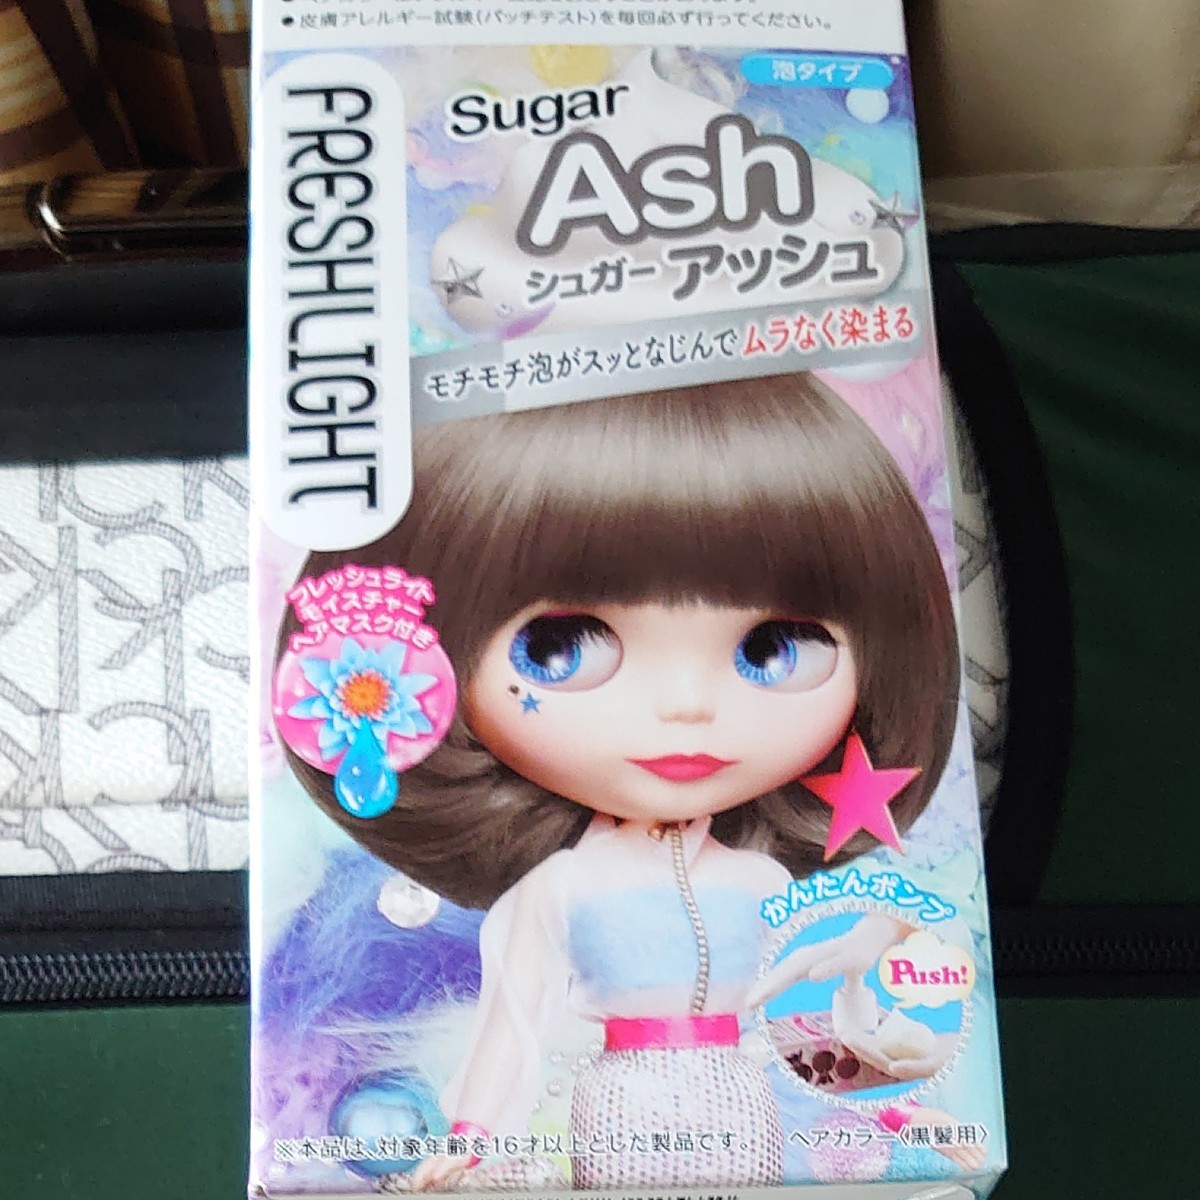 ●皮膚アレルギー試験(パッチテスト)を毎回必ず行ってください。
泡タイプ
FRESHLIGHT
Sugar
Ash
シュガー アッシュ
モチモチ泡がスッとなじんでムラなく染まる
フレッシュライト
モイスチャー
ヘアマスク付き
かんたんポンプ
Push!
※本品は、対象年齢を16才以上とした製品です。
ヘアカラー〈黒髪用〉